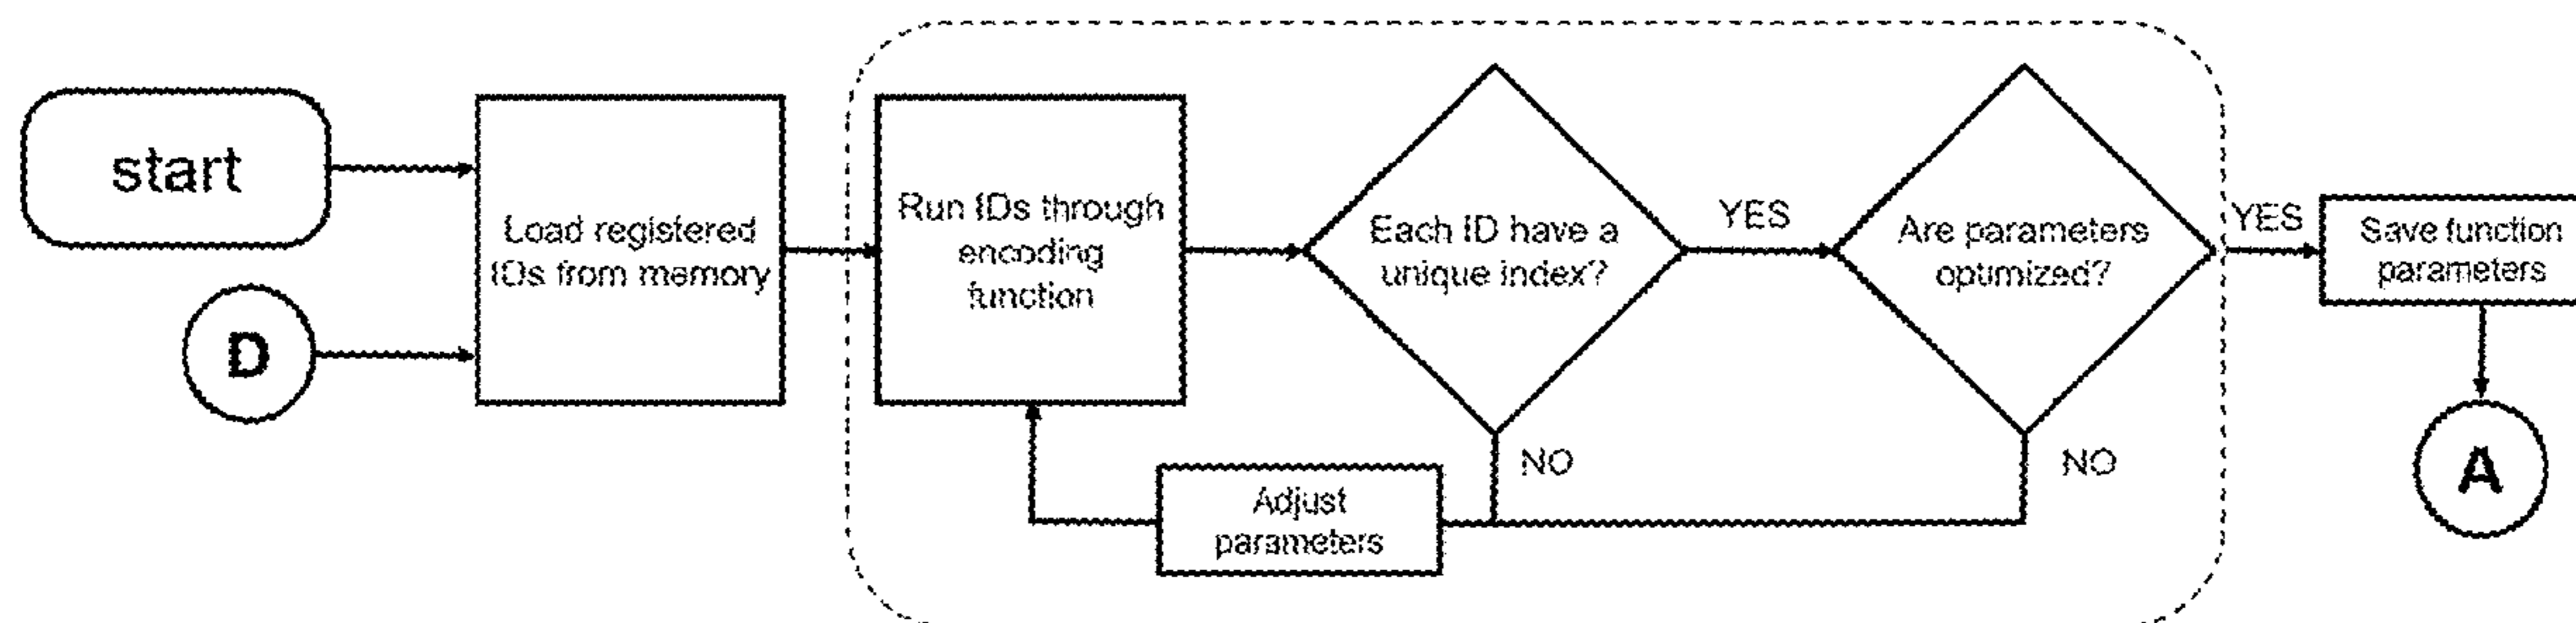 start
D
Load registered
IDs from memory
Run IDs through
encoding
function
Each ID have a
unique index?
YES
Are parameters
optimized?
YES
Save function
parameters
NO
NO
Adjust
parameters
A